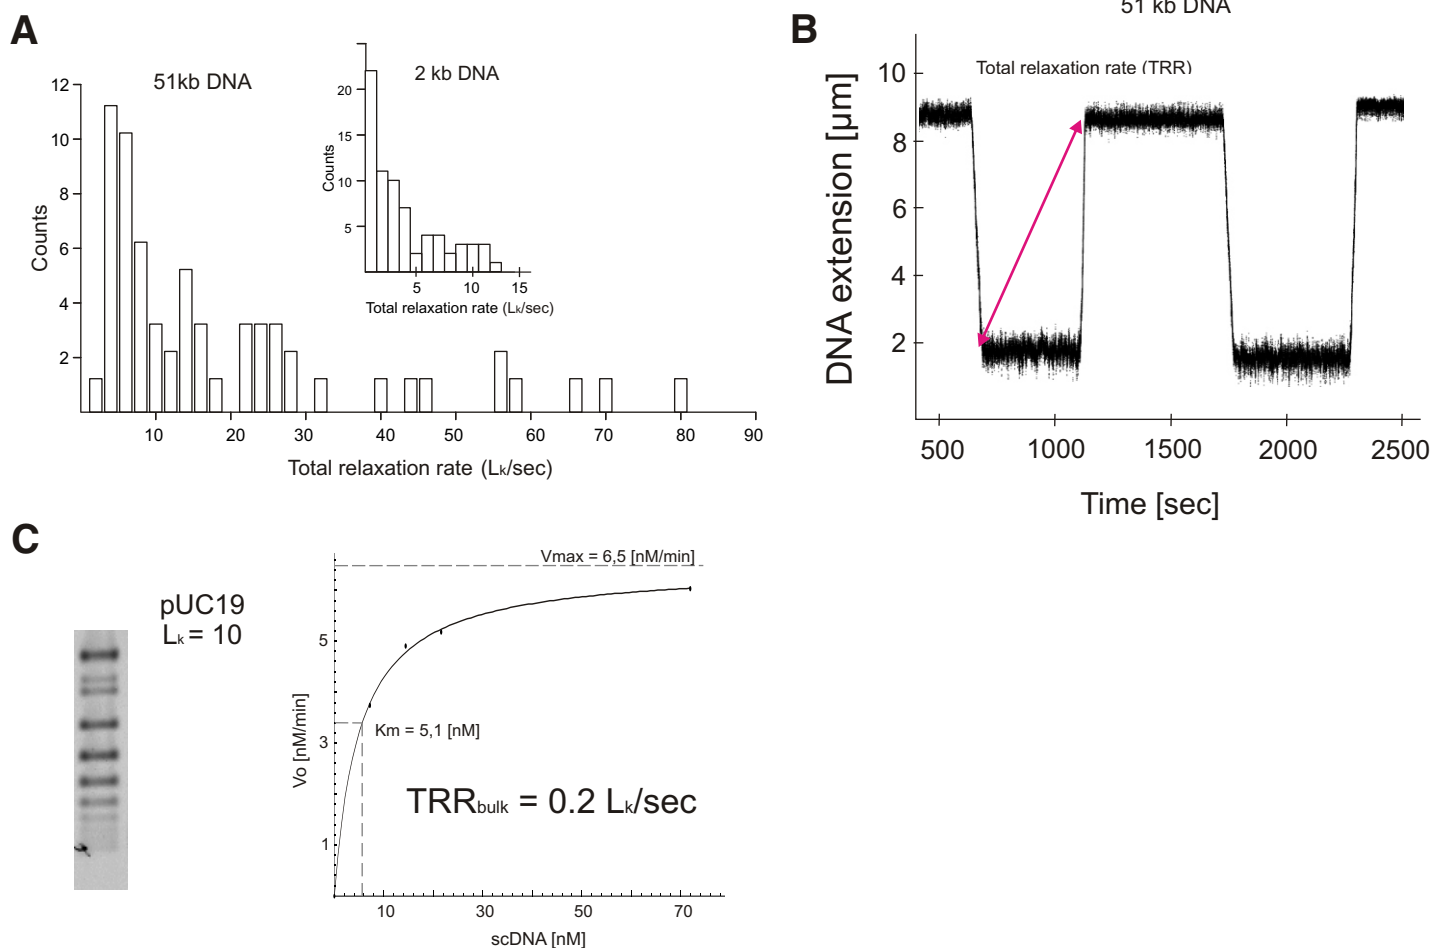 A
51kb DNA
12
10
8
6
4
2
Counts
10
20
30
40
50
60
70
80
90
Total relaxation rate (Lk/sec)
2 kb DNA
20
15
10
5
Counts
5
10
15
Total relaxation rate (Lk/sec)
B
51 kb DNA
Total relaxation rate (TRR)
10
8
6
4
2
DNA extension [µm]
500
1000
1500
2000
2500
Time [sec]
C
pUC19
Lk = 10
Vmax = 6,5 [nM/min]
5
3
1
Vo [nM/min]
Km = 5,1 [nM]
TRRbulk = 0.2 Lk/sec
10
30
50
70
scDNA [nM]